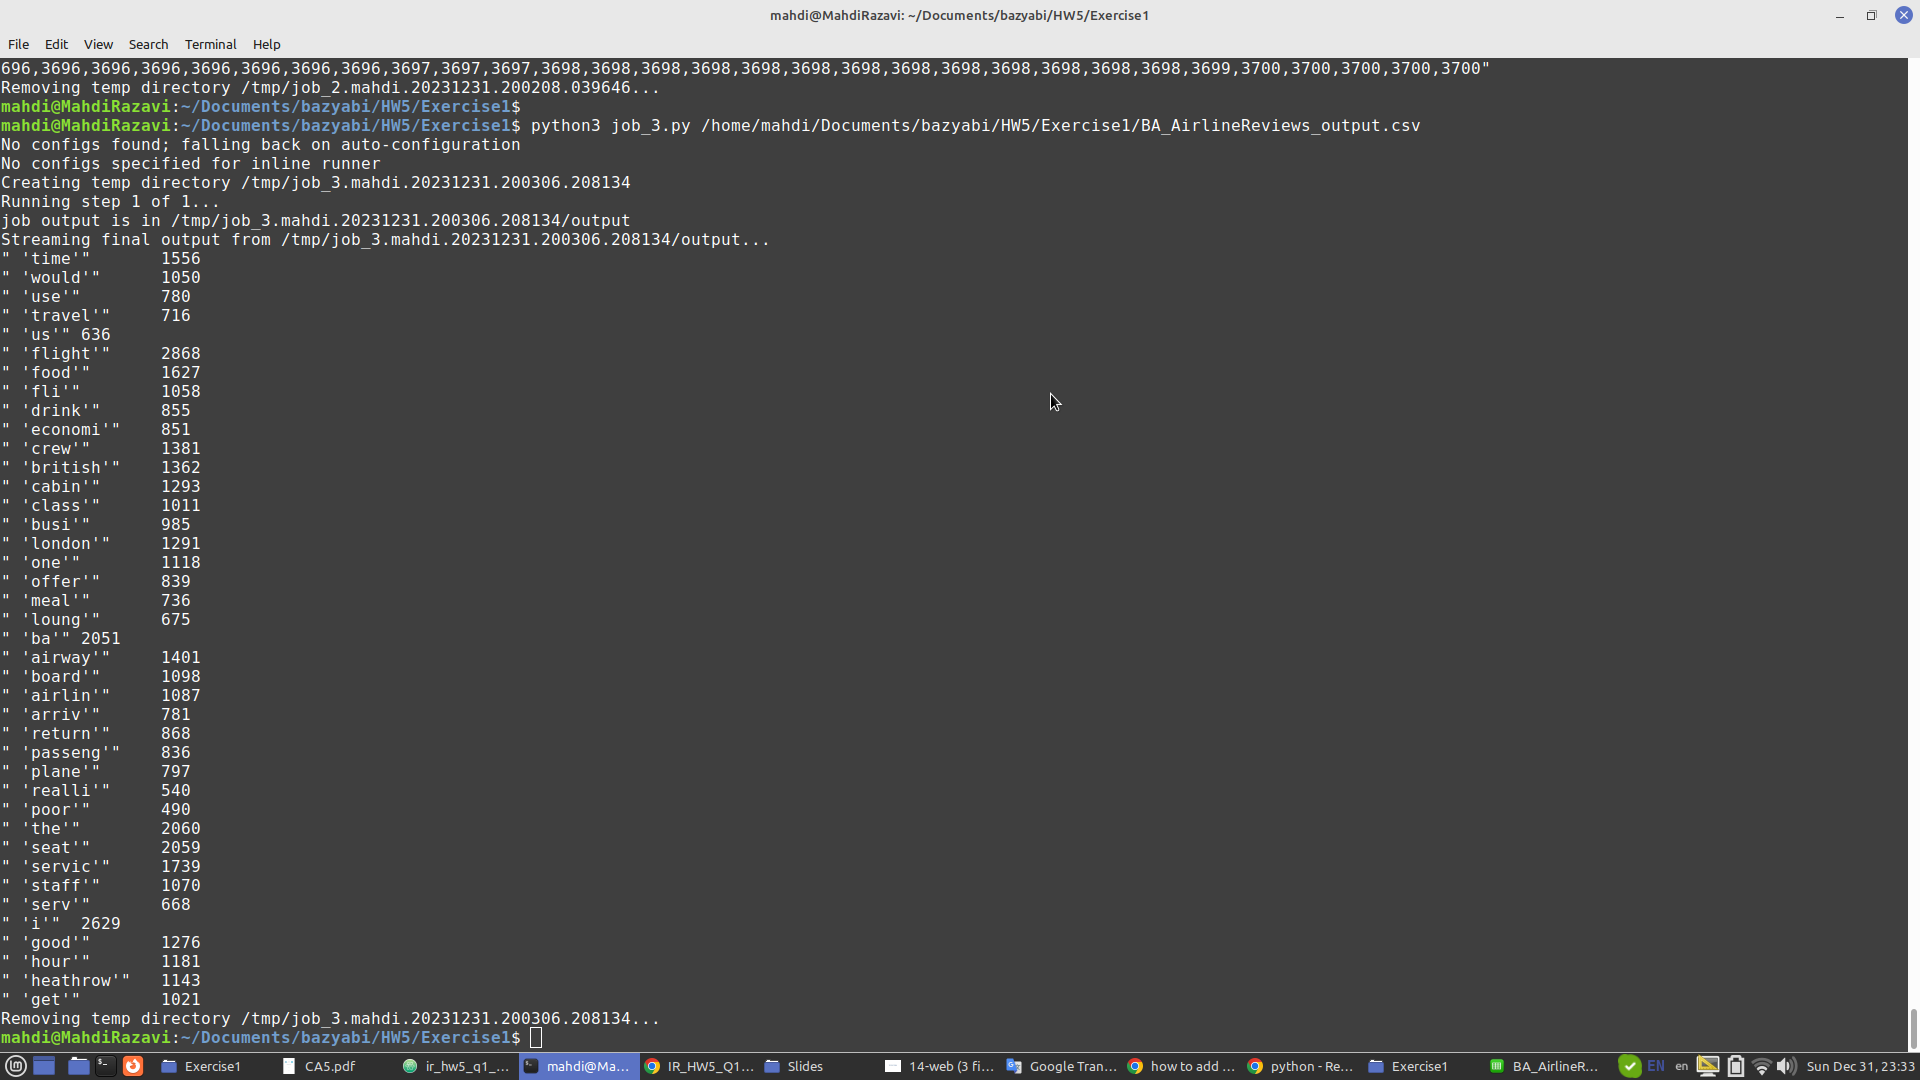 mahdi@MahdiRazavi: ~/Documents/bazyabi/HW5/Exercise1
File Edit View Search Terminal Help
696,3696,3696,3696,3696,3696,3696,3696,3697,3697,3697,3698,3698,3698,3698,3698,3698,3698,3698,3698,3698,3698,3698,3698,3699,3700,3700,3700,3700,3700"
Removing temp directory /tmp/job_2.mahdi.20231231.200208.039646...
mahdi@MahdiRazavi:~/Documents/bazyabi/HW5/Exercise1$
mahdi@MahdiRazavi:~/Documents/bazyabi/HW5/Exercise1$ python3 job_3.py /home/mahdi/Documents/bazyabi/HW5/Exercise1/BA_AirlineReviews_output.csv
No configs found; falling back on auto-configuration
No configs specified for inline runner
Creating temp directory /tmp/job_3.mahdi.20231231.200306.208134
Running step 1 of 1...
job output is in /tmp/job_3.mahdi.20231231.200306.208134/output
Streaming final output from /tmp/job_3.mahdi.20231231.200306.208134/output...
" 'time'" 1556
" 'would'" 1050
" 'use'" 780
" 'travel'" 716
" 'us'" 636
" 'flight'" 2868
" 'food'" 1627
" 'fli'" 1058
" 'drink'" 855
" 'economi'" 851
" 'crew'" 1381
" 'british'" 1362
" 'cabin'" 1293
" 'class'" 1011
" 'busi'" 985
" 'london'" 1291
" 'one'" 1118
" 'offer'" 839
" 'meal'" 736
" 'loung'" 675
" 'ba'" 2051
" 'airway'" 1401
" 'board'" 1098
" 'airlin'" 1087
" 'arriv'" 781
" 'return'" 868
" 'passeng'" 836
" 'plane'" 797
" 'realli'" 540
" 'poor'" 490
" 'the'" 2060
" 'seat'" 2059
" 'servic'" 1739
" 'staff'" 1070
" 'serv'" 668
" 'i'" 2629
" 'good'" 1276
" 'hour'" 1181
" 'heathrow'" 1143
" 'get'" 1021
Removing temp directory /tmp/job_3.mahdi.20231231.200306.208134...
mahdi@MahdiRazavi:~/Documents/bazyabi/HW5/Exercise1$
Exercise1 CA5.pdf ir_hw5_q1_... mahdi@Ma... IR_HW5_Q1... Slides 14-web (3 fi... Google Tran... how to add ... python - Re... Exercise1 BA_AirlineR... EN en Sun Dec 31, 23:33